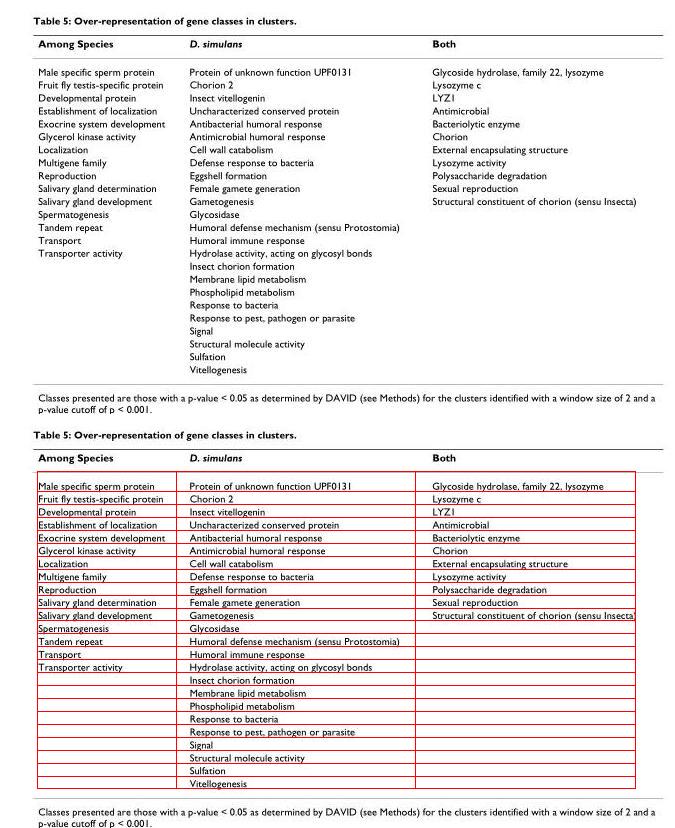 Table 5: Over-representation of gene classes in clusters.
Among Species D. simulans Both
Male specific sperm protein Protein of unknown function UPF0131 Glycoside hydrolase, family 22, lysozyme
Fruit fly testis-specific protein Chorion 2 Lysozyme c
Developmental protein Insect vitellogenin LYZ1
Establishment of localization Uncharacterized conserved protein Antimicrobial
Exocrine system development Antibacterial humoral response Bacteriolytic enzyme
Glycerol kinase activity Antimicrobial humoral response Chorion
Localization Cell wall catabolism External encapsulating structure
Multigene family Defense response to bacteria Lysozyme activity
Reproduction Eggshell formation Polysaccharide degradation
Salivary gland determination Female gamete generation Sexual reproduction
Salivary gland development Gametogenesis Structural constituent of chorion (sensu Insecta)
Spermatogenesis Glycosidase
Tandem repeat Humoral defense mechanism (sensu Protostomia)
Transport Humoral immune response
Transporter activity Hydrolase activity, acting on glycosyl bonds
Insect chorion formation
Membrane lipid metabolism
Phospholipid metabolism
Response to bacteria
Response to pest, pathogen or parasite
Signal
Structural molecule activity
Sulfation
Vitellogenesis
Classes presented are those with a p-value < 0.05 as determined by DAVID (see Methods) for the clusters identified with a window size of 2 and a
p-value cutoff of p < 0.001.
Table 5: Over-representation of gene classes in clusters.
Among Species D. simulans Both
Male specific sperm protein Protein of unknown function UPF0131 Glycoside hydrolase, family 22, lysozyme
Fruit fly testis-specific protein Chorion 2 Lysozyme c
Developmental protein Insect vitellogenin LYZ1
Establishment of localization Uncharacterized conserved protein Antimicrobial
Exocrine system development Antibacterial humoral response Bacteriolytic enzyme
Glycerol kinase activity Antimicrobial humoral response Chorion
Localization Cell wall catabolism External encapsulating structure
Multigene family Defense response to bacteria Lysozyme activity
Reproduction Eggshell formation Polysaccharide degradation
Salivary gland determination Female gamete generation Sexual reproduction
Salivary gland development Gametogenesis Structural constituent of chorion (sensu Insecta)
Spermatogenesis Glycosidase
Tandem repeat Humoral defense mechanism (sensu Protostomia)
Transport Humoral immune response
Transporter activity Hydrolase activity, acting on glycosyl bonds
Insect chorion formation
Membrane lipid metabolism
Phospholipid metabolism
Response to bacteria
Response to pest, pathogen or parasite
Signal
Structural molecule activity
Sulfation
Vitellogenesis
Classes presented are those with a p-value < 0.05 as determined by DAVID (see Methods) for the clusters identified with a window size of 2 and a
p-value cutoff of p < 0.001.